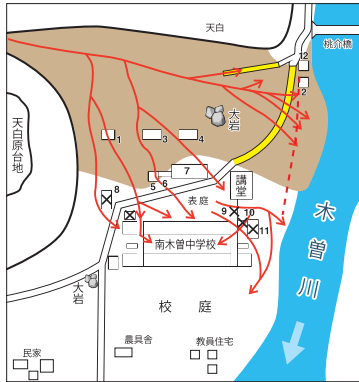 天白
桃介橋
12
2
大岩
天白原台地
1
3
4
7
5
6
講堂
8
表庭
9
10
11
南木曽中学校
木曽川
大岩
校庭
農具舎
教員住宅
民家